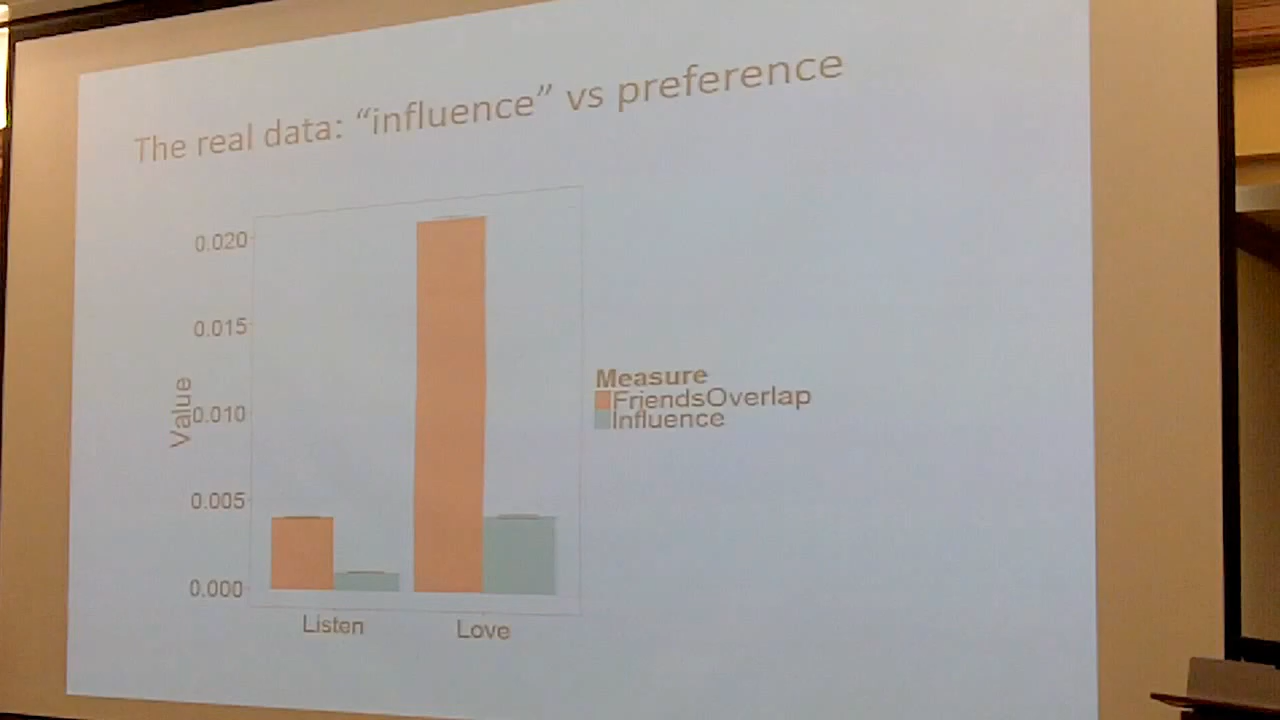 The real data: “influence” vs preference
0.020
0.015
0.010
0.005
0.000
Value
Listen
Love
Measure
FriendsOverlap
Influence